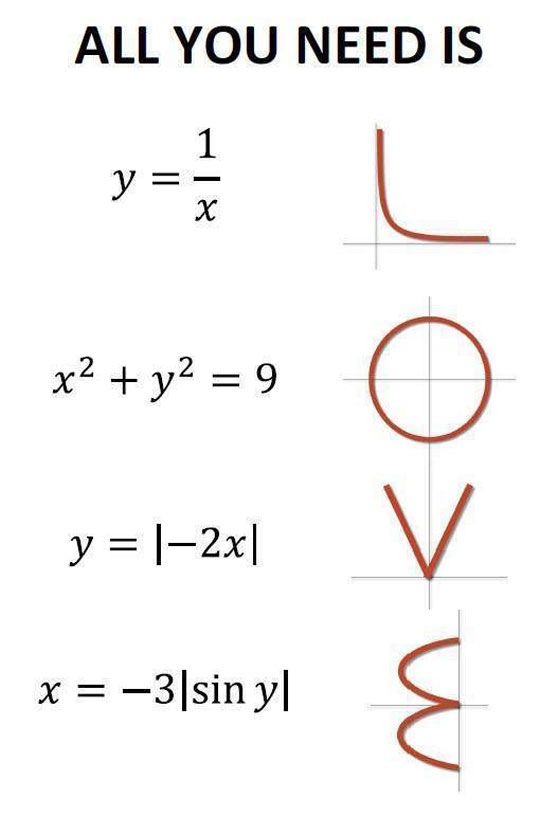 ALL YOU NEED IS
y = 1/x
x² + y² = 9
y = |−2x|
x = −3|sin y|